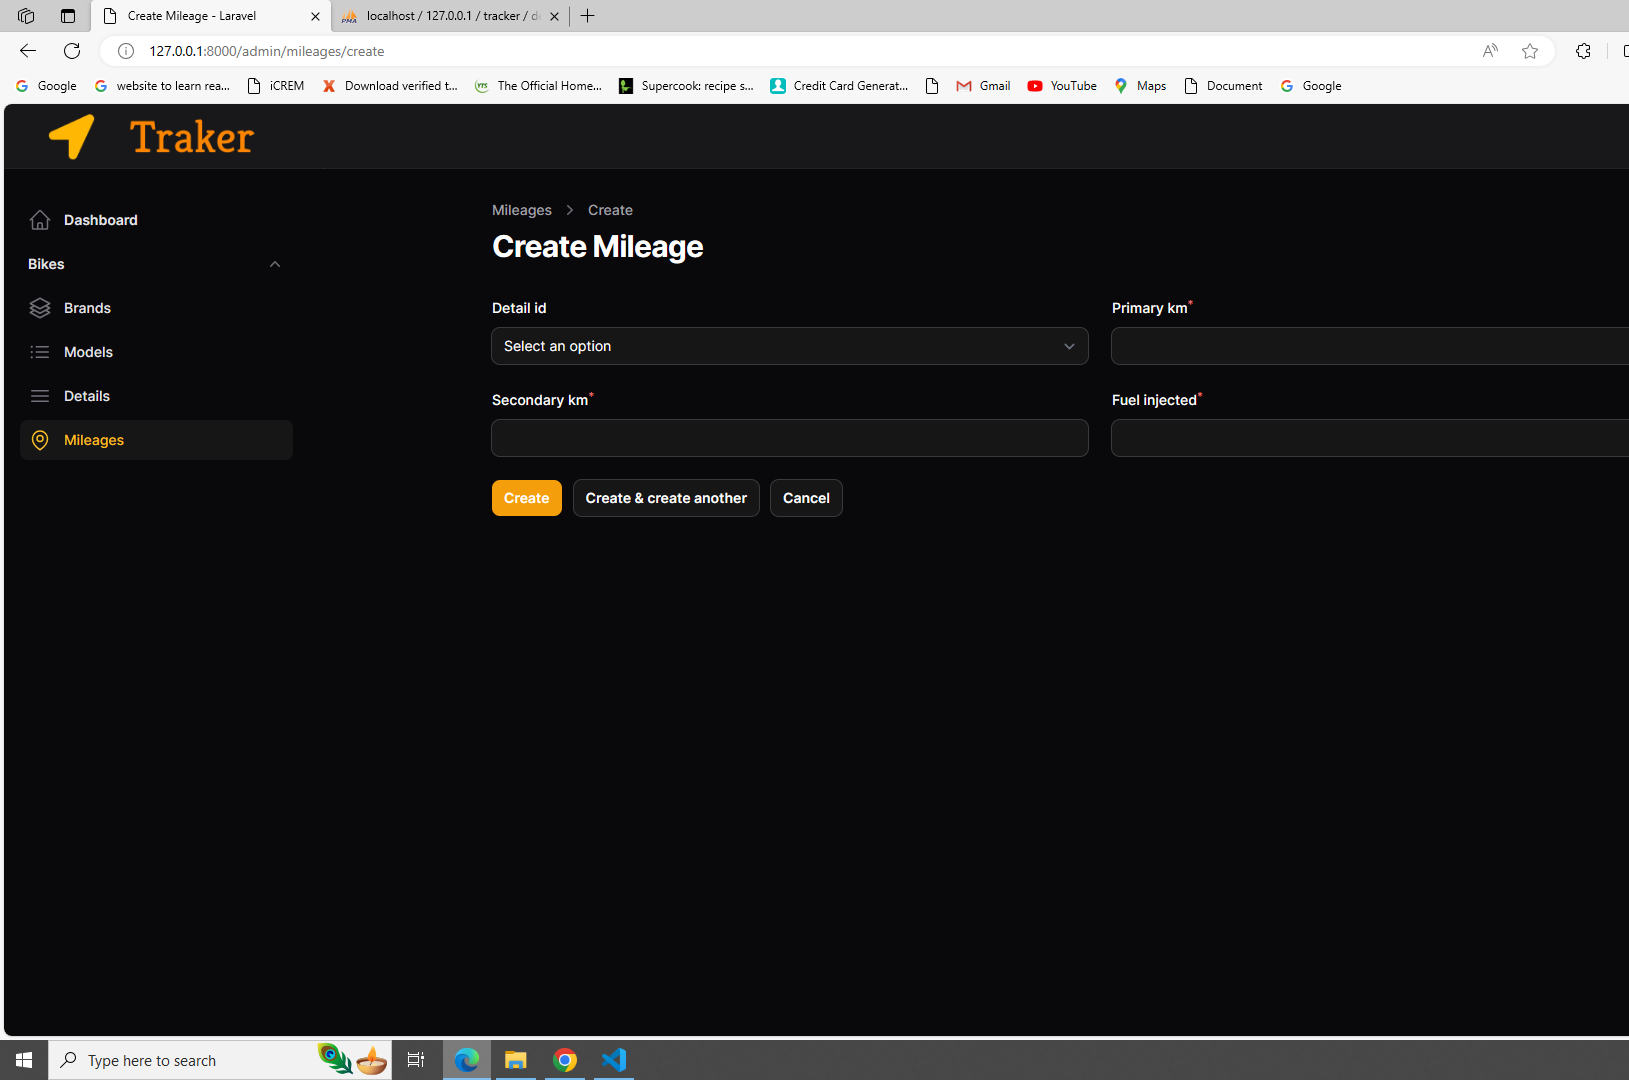 Create Mileage - Laravel
localhost / 127.0.0.1 / tracker / d
127.0.0.1:8000/admin/mileages/create
Google
website to learn rea...
iCREM
Download verified t...
The Official Home...
Supercook: recipe s...
Credit Card Generat...
Gmail
YouTube
Maps
Document
Google
Traker
Dashboard
Bikes
Brands
Models
Details
Mileages
Mileages > Create
Create Mileage
Detail id
Primary km*
Select an option
Secondary km*
Fuel injected*
Create
Create & create another
Cancel
Type here to search